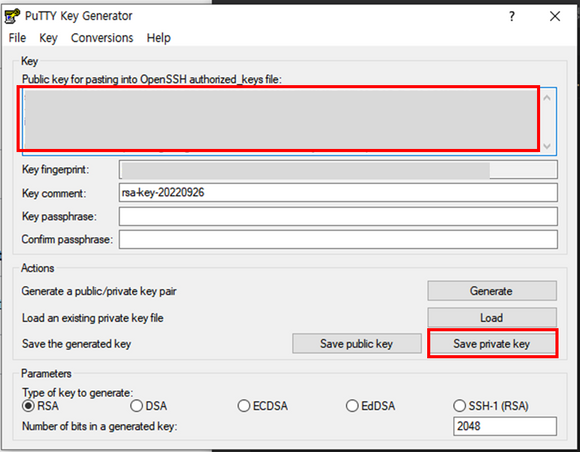 PuTTY Key Generator
File Key Conversions Help
Key
Public key for pasting into OpenSSH authorized_keys file:
Key fingerprint:
Key comment: rsa-key-20220926
Key passphrase:
Confirm passphrase:
Actions
Generate a public/private key pair Generate
Load an existing private key file Load
Save the generated key Save public key Save private key
Parameters
Type of key to generate:
RSA DSA ECDSA EdDSA SSH-1 (RSA)
Number of bits in a generated key: 2048